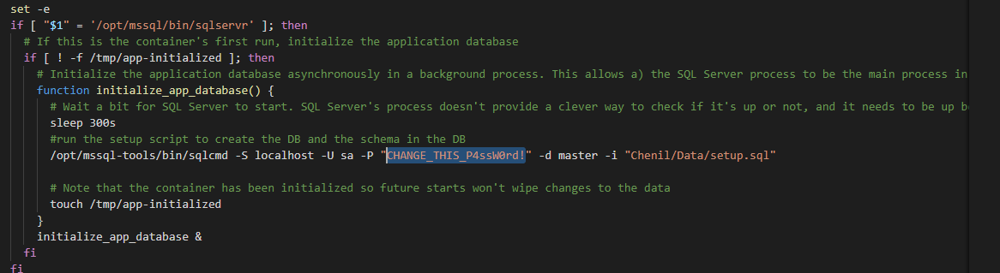 set -e
if [ "$1" = '/opt/mssql/bin/sqlservr' ]; then
# If this is the container's first run, initialize the application database
if [ ! -f /tmp/app-initialized ]; then
# Initialize the application database asynchronously in a background process. This allows a) the SQL Server process to be the main process in
function initialize_app_database() {
# Wait a bit for SQL Server to start. SQL Server's process doesn't provide a clever way to check if it's up or not, and it needs to be up b
sleep 300s
#run the setup script to create the DB and the schema in the DB
/opt/mssql-tools/bin/sqlcmd -S localhost -U sa -P "CHANGE_THIS_P4ssW0rd!" -d master -i "Chenil/Data/setup.sql"
# Note that the container has been initialized so future starts won't wipe changes to the data
touch /tmp/app-initialized
}
initialize_app_database &
fi
fi